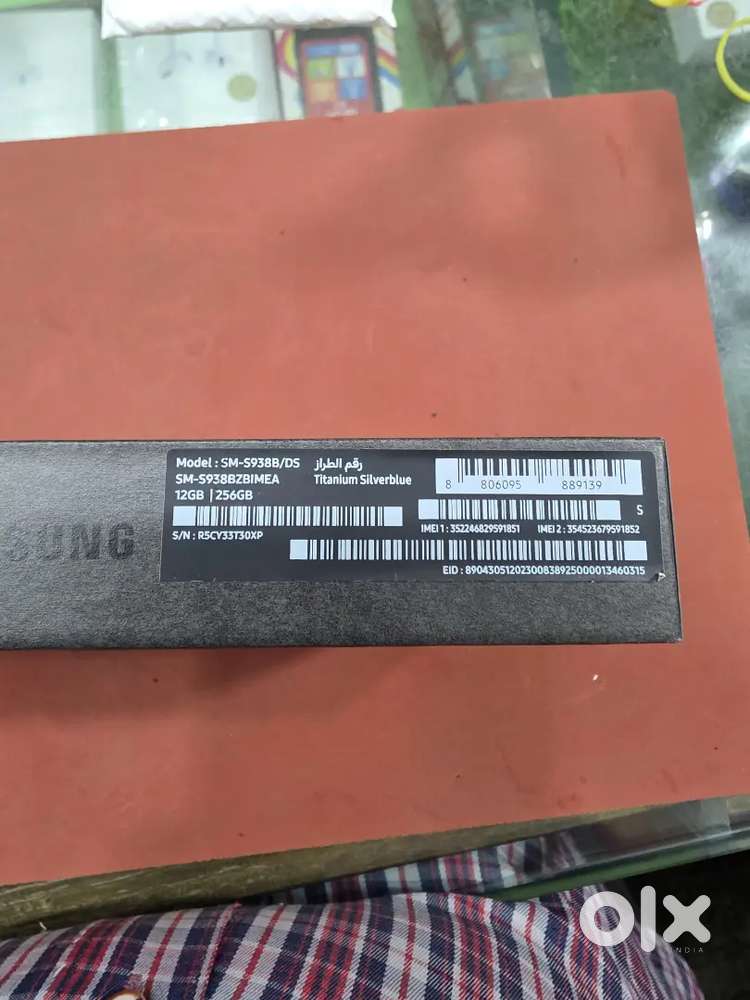 SUNG
Model : SM-S938B/DS رقم الطراز
SM-S938BZBIMEA Titanium Silverblue
12GB | 256GB
8 806095 889139
S
S/N : R5CY33T30XP
IMEI 1 : 352246829591851 IMEI 2 : 354523679591852
EID : 89043051202300838925000013460315
olx
INDIA